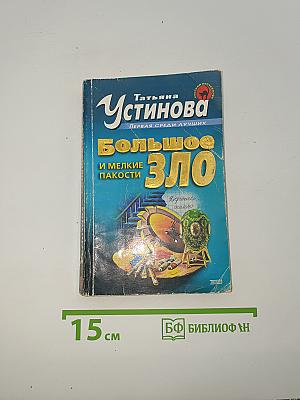 Татьяна
Устинова
Первая среди лучших
Большое
и мелкие
пакости
зло
15 см
БФ БИБЛИОФАН